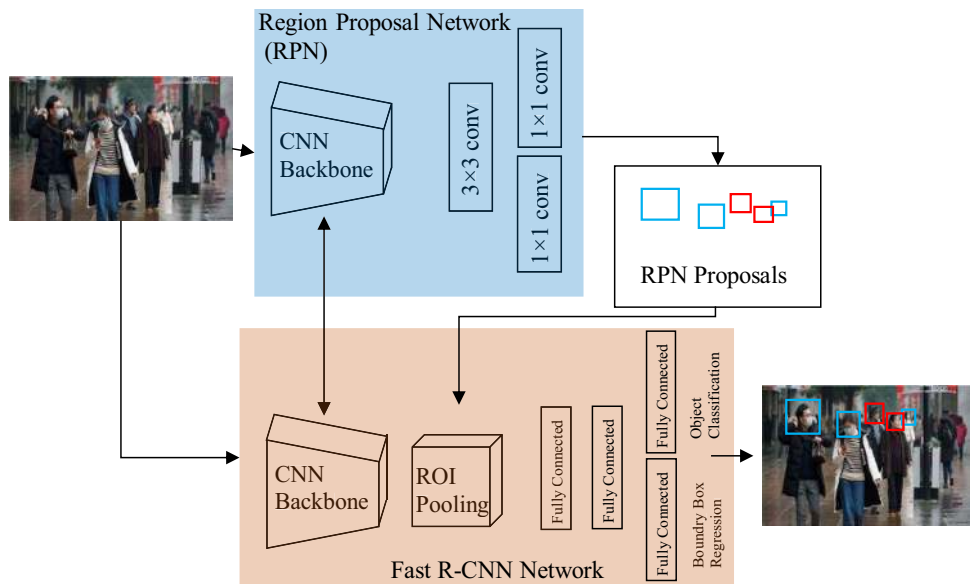 Region Proposal Network
(RPN)
CNN
Backbone
3×3 conv
1×1 conv
1×1 conv
RPN Proposals
CNN
Backbone
ROI
Pooling
Fully Connected
Fully Connected
Fully Connected
Object
Classification
Fully Connected
Boundry Box
Regression
Fast R-CNN Network